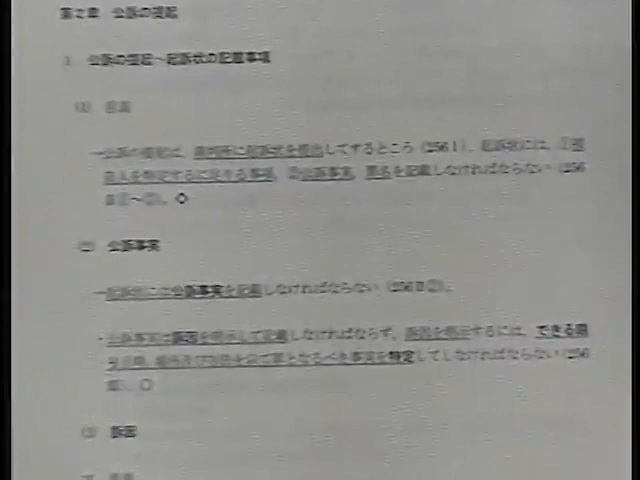 第2章 公訴の提起
1 公訴の提起～起訴状の記載事項
(1) 意義
→公訴の提起は、裁判所に起訴状を提出してするところ(256Ⅰ)、起訴状には、①被
告人を特定するに足りる事項、②公訴事実、罪名を記載しなければならない(256
Ⅱ①～③)。◇
(2) 公訴事実
→起訴状には公訴事実を記載しなければならない(256Ⅱ②)。
・公訴事実は訴因を明示して記載しなければならず、訴因を明示するには、できる限
り日時、場所及び方法を以て罪となるべき事実を特定してしなければならない(256
Ⅲ)。○
(3) 訴因